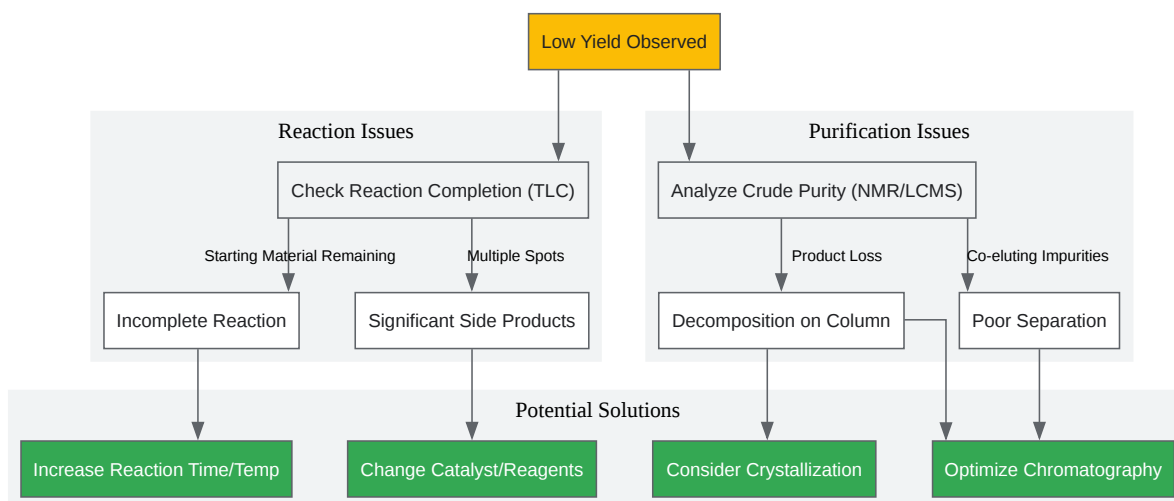 Low Yield Observed
Reaction Issues
Purification Issues
Check Reaction Completion (TLC)
Analyze Crude Purity (NMR/LCMS)
Starting Material Remaining
Multiple Spots
Product Loss
Co-eluting Impurities
Incomplete Reaction
Significant Side Products
Decomposition on Column
Poor Separation
Potential Solutions
Increase Reaction Time/Temp
Change Catalyst/Reagents
Consider Crystallization
Optimize Chromatography